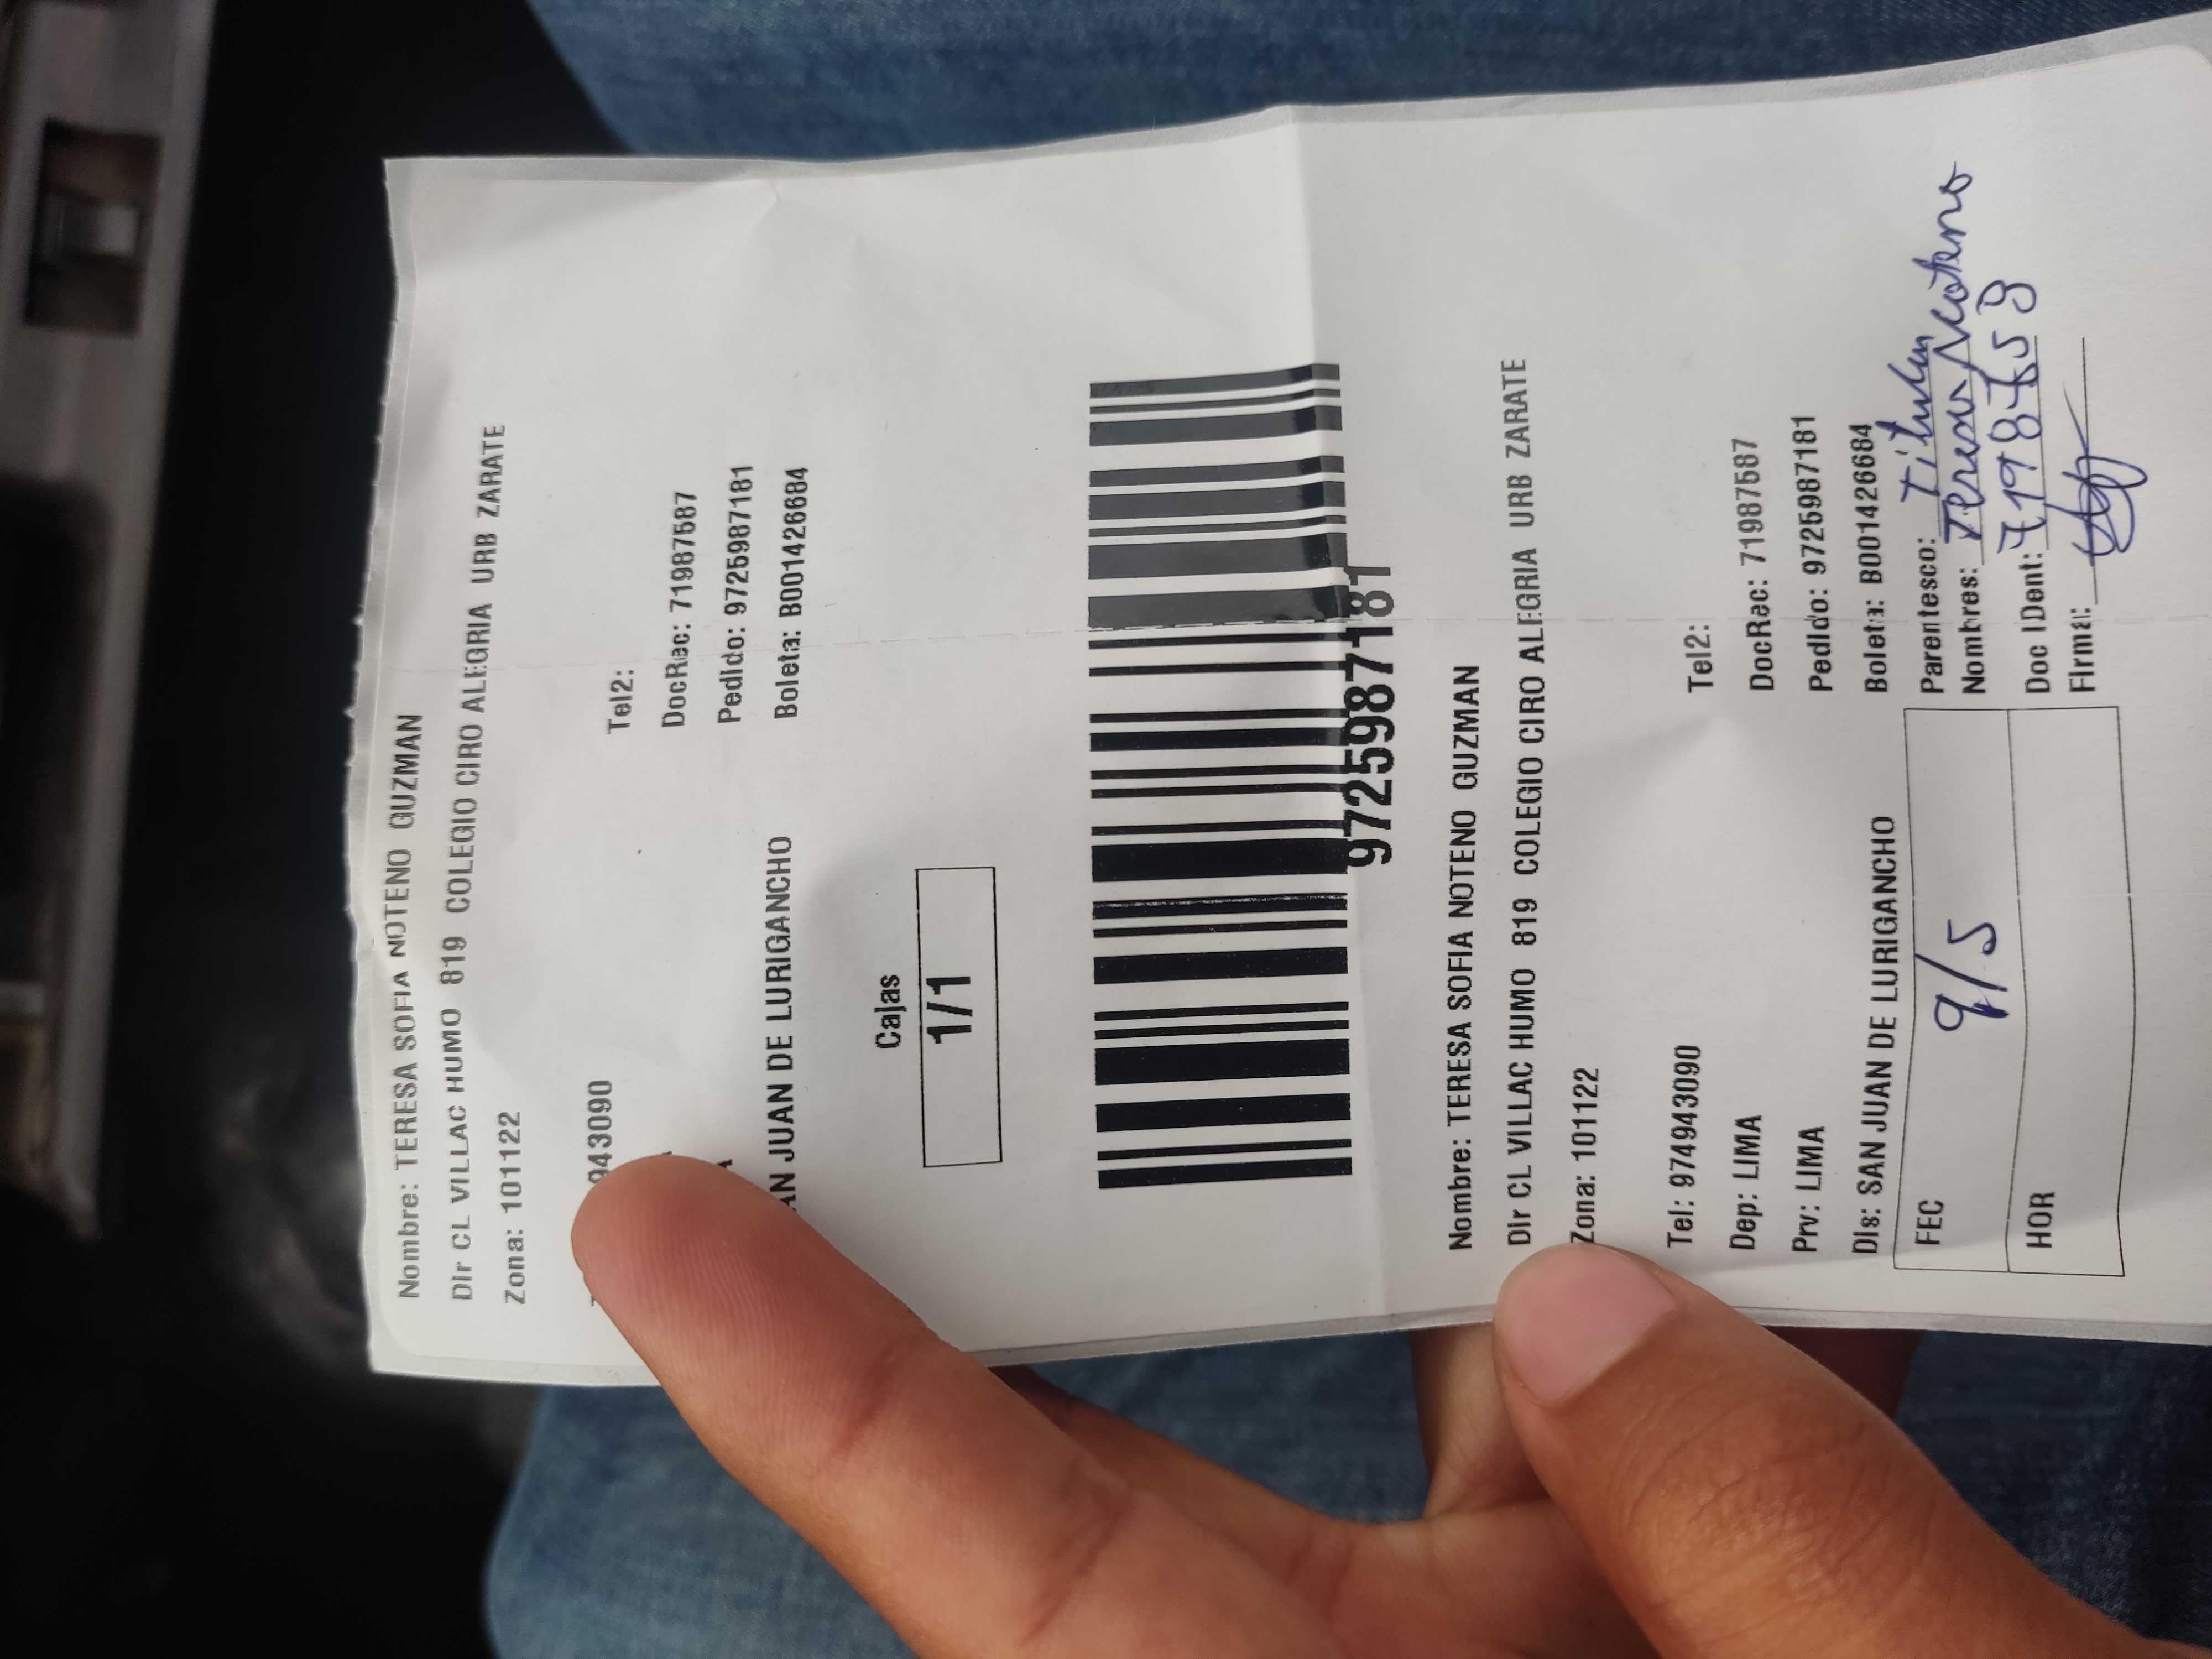 Nombre: TERESA SOFIA NOTENO GUZMAN
DIr CL VILLAC HUMO 819 COLEGIO CIRO ALEGRIA URB ZARATE
Zona: 101122
943090 Tel2:
DocRec: 71987587
Pedido: 9725987181
AN JUAN DE LURIGANCHO Boleta: B001426684
Cajas
1/1
9725987181
Nombre: TERESA SOFIA NOTENO GUZMAN
DIr CL VILLAC HUMO 819 COLEGIO CIRO ALEGRIA URB ZARATE
Zona: 101122
Tel: 974943090 Tel2:
Dep: LIMA DocRec: 71987587
Prv: LIMA Pedido: 9725987181
DIs: SAN JUAN DE LURIGANCHO Boleta: B001426684
FEC 9/5 Parentesco: Titular
Nombres: Teresa Noteno
HOR Doc IDent:
Firma: